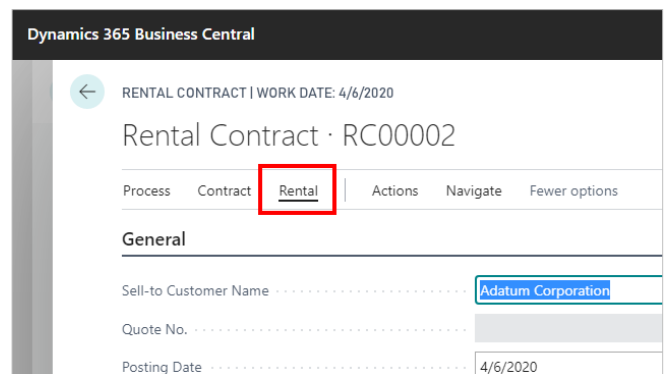 Dynamics 365 Business Central
RENTAL CONTRACT | WORK DATE: 4/6/2020
Rental Contract · RC00002
Process Contract Rental Actions Navigate Fewer options
General
Sell-to Customer Name Adatum Corporation
Quote No.
Posting Date 4/6/2020